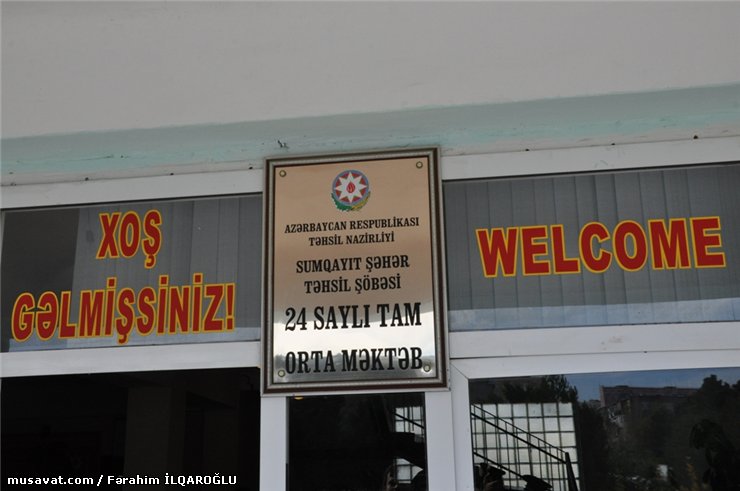 XOŞ
GƏLMİŞSİNİZ!
AZƏRBAYCAN RESPUBLİKASI
TƏHSİL NAZİRLİYİ
SUMQAYIT ŞƏHƏR
TƏHSİL ŞÖBƏSİ
24 SAYLI TAM
ORTA MƏKTƏB
WELCOME
musavat.com / Fərahim İLQAROĞLU